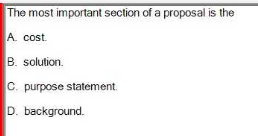 The most important section of a proposal is the
A. cost.
B. solution.
C. purpose statement.
D. background.